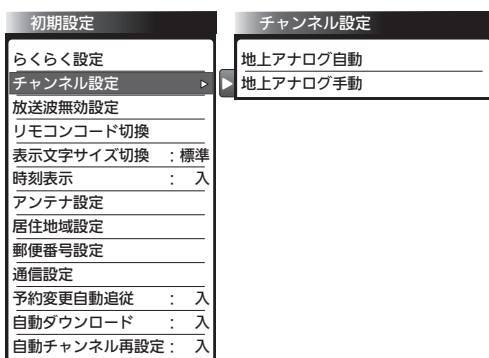 初期設定
らくらく設定
チャンネル設定
放送波無効設定
リモコンコード切換
表示文字サイズ切換 : 標準
時刻表示 : 入
アンテナ設定
居住地域設定
郵便番号設定
通信設定
予約変更自動追従 : 入
自動ダウンロード : 入
自動チャンネル再設定 : 入
チャンネル設定
地上アナログ自動
地上アナログ手動